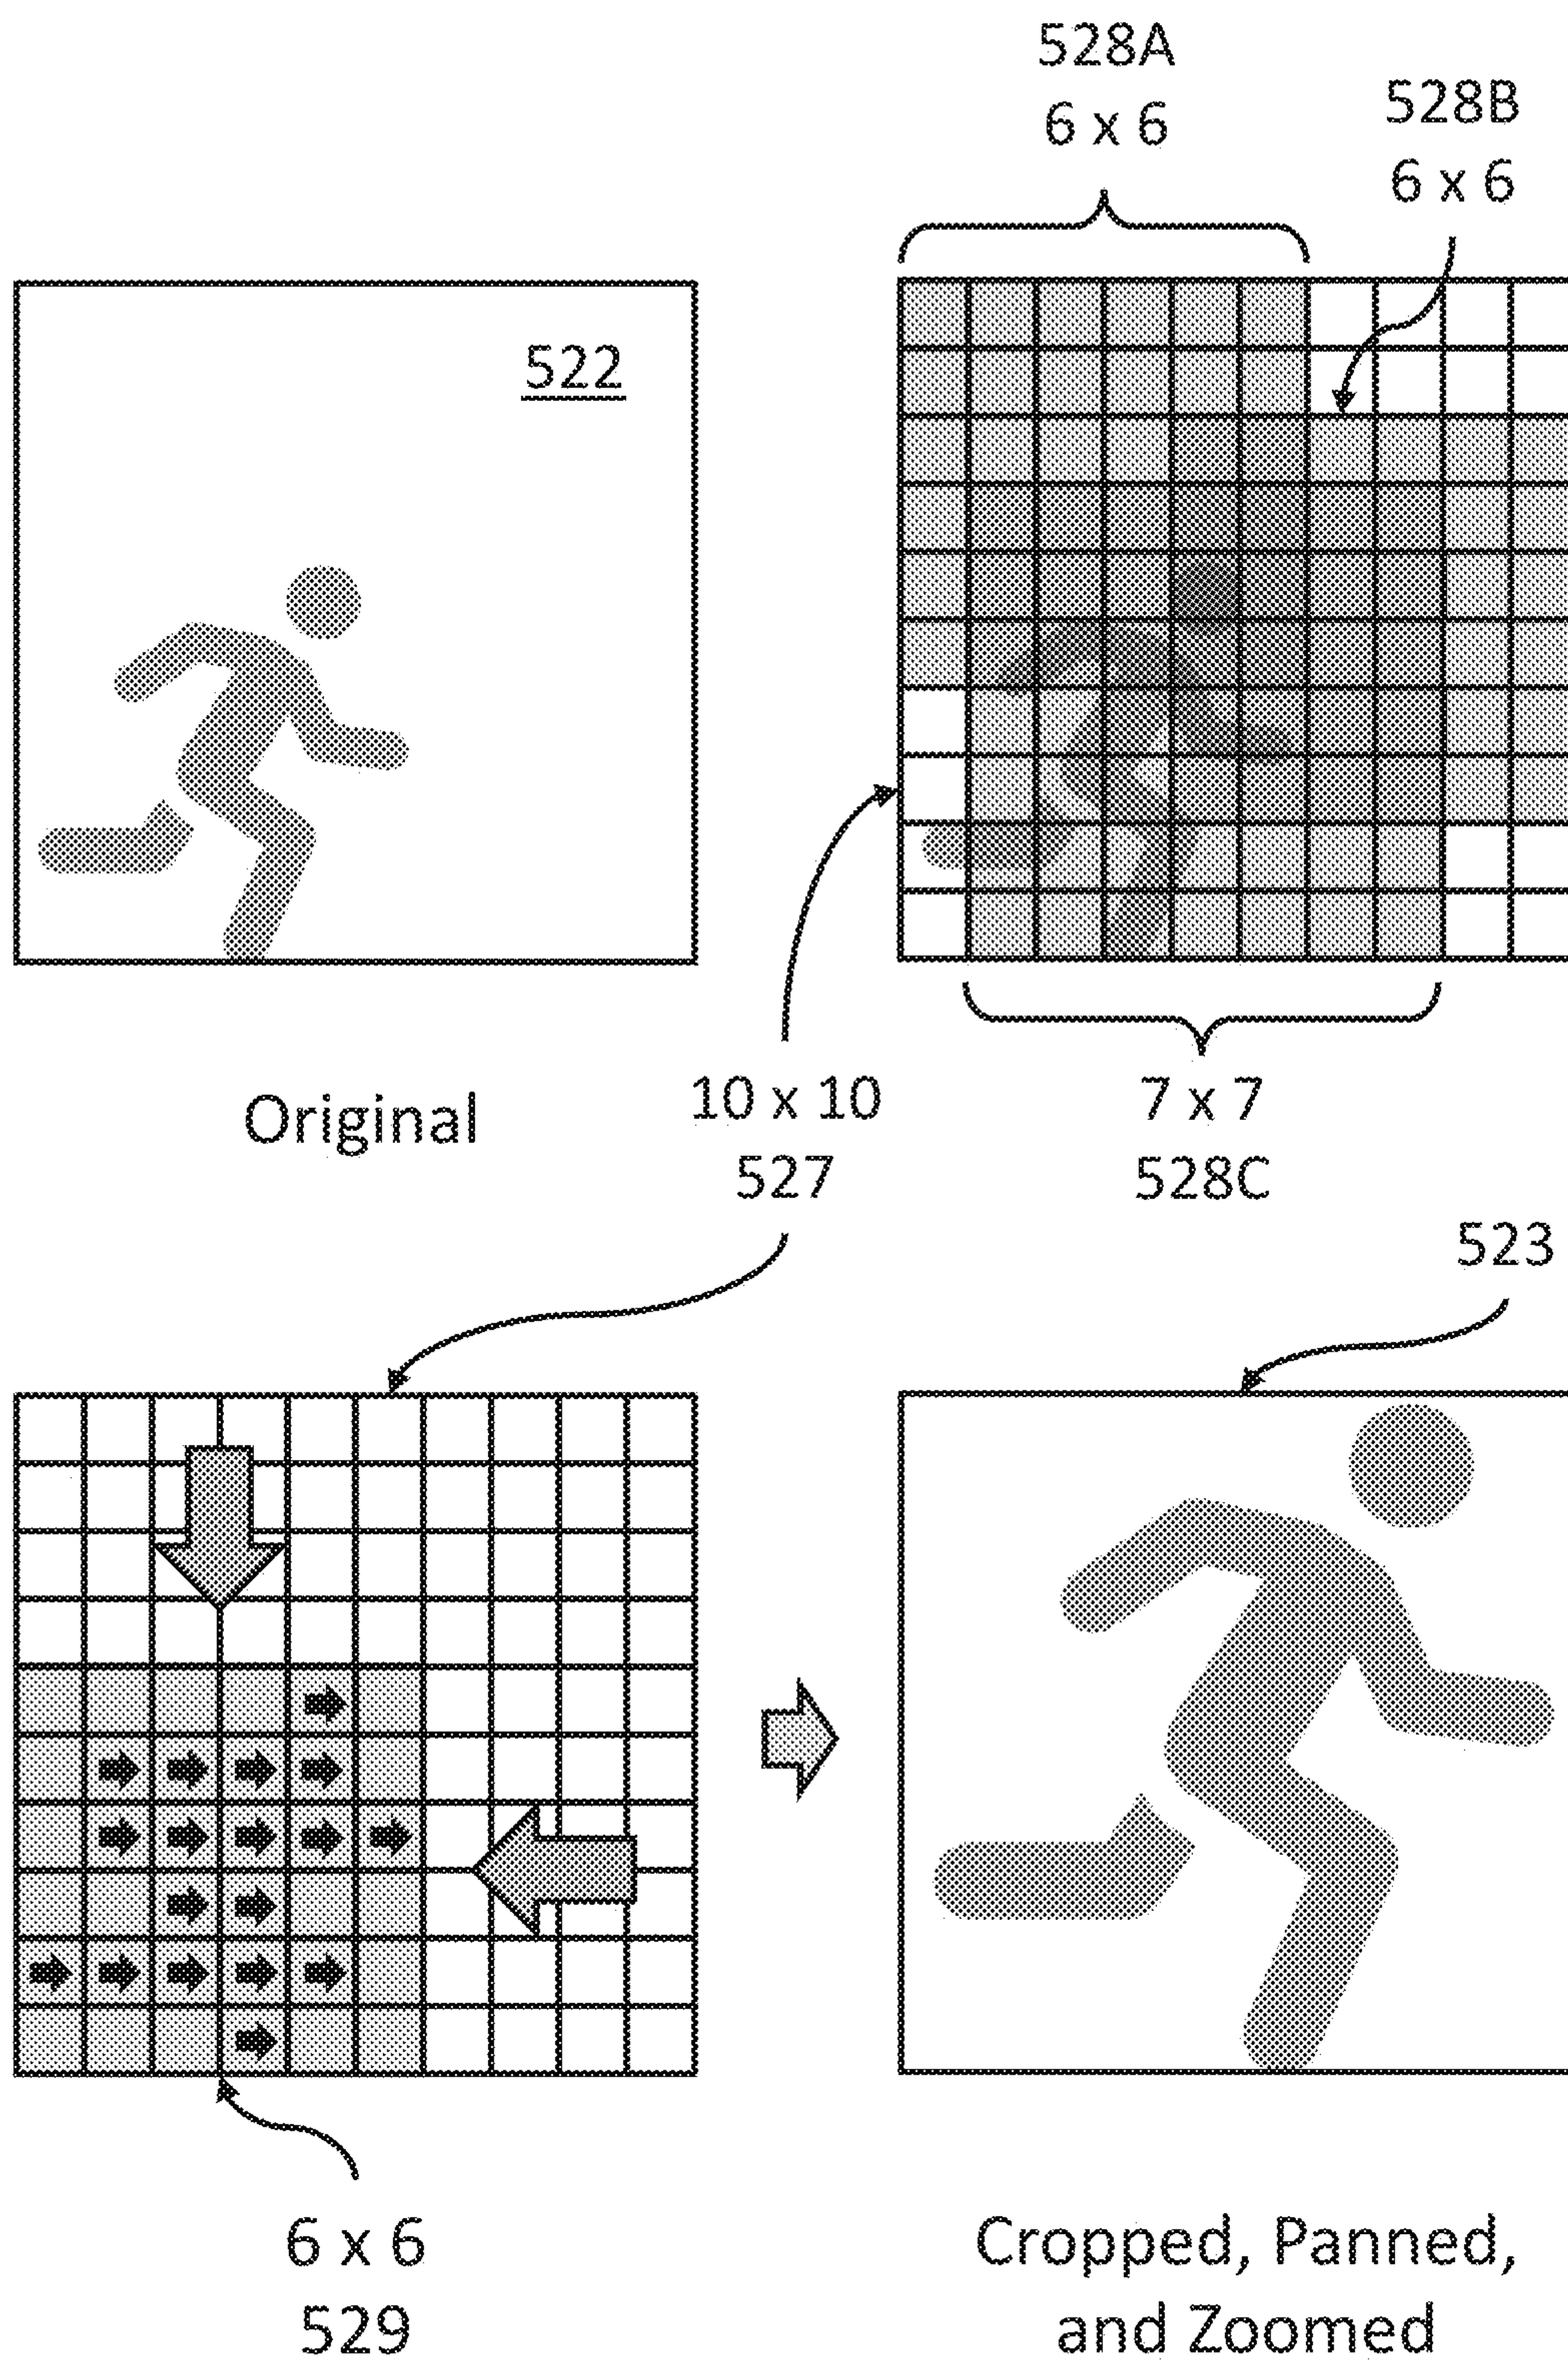 528A
6 x 6
528B
6 x 6
522
Original
10 x 10
527
7 x 7
528C
523
6 x 6
529
Cropped, Panned,
and Zoomed